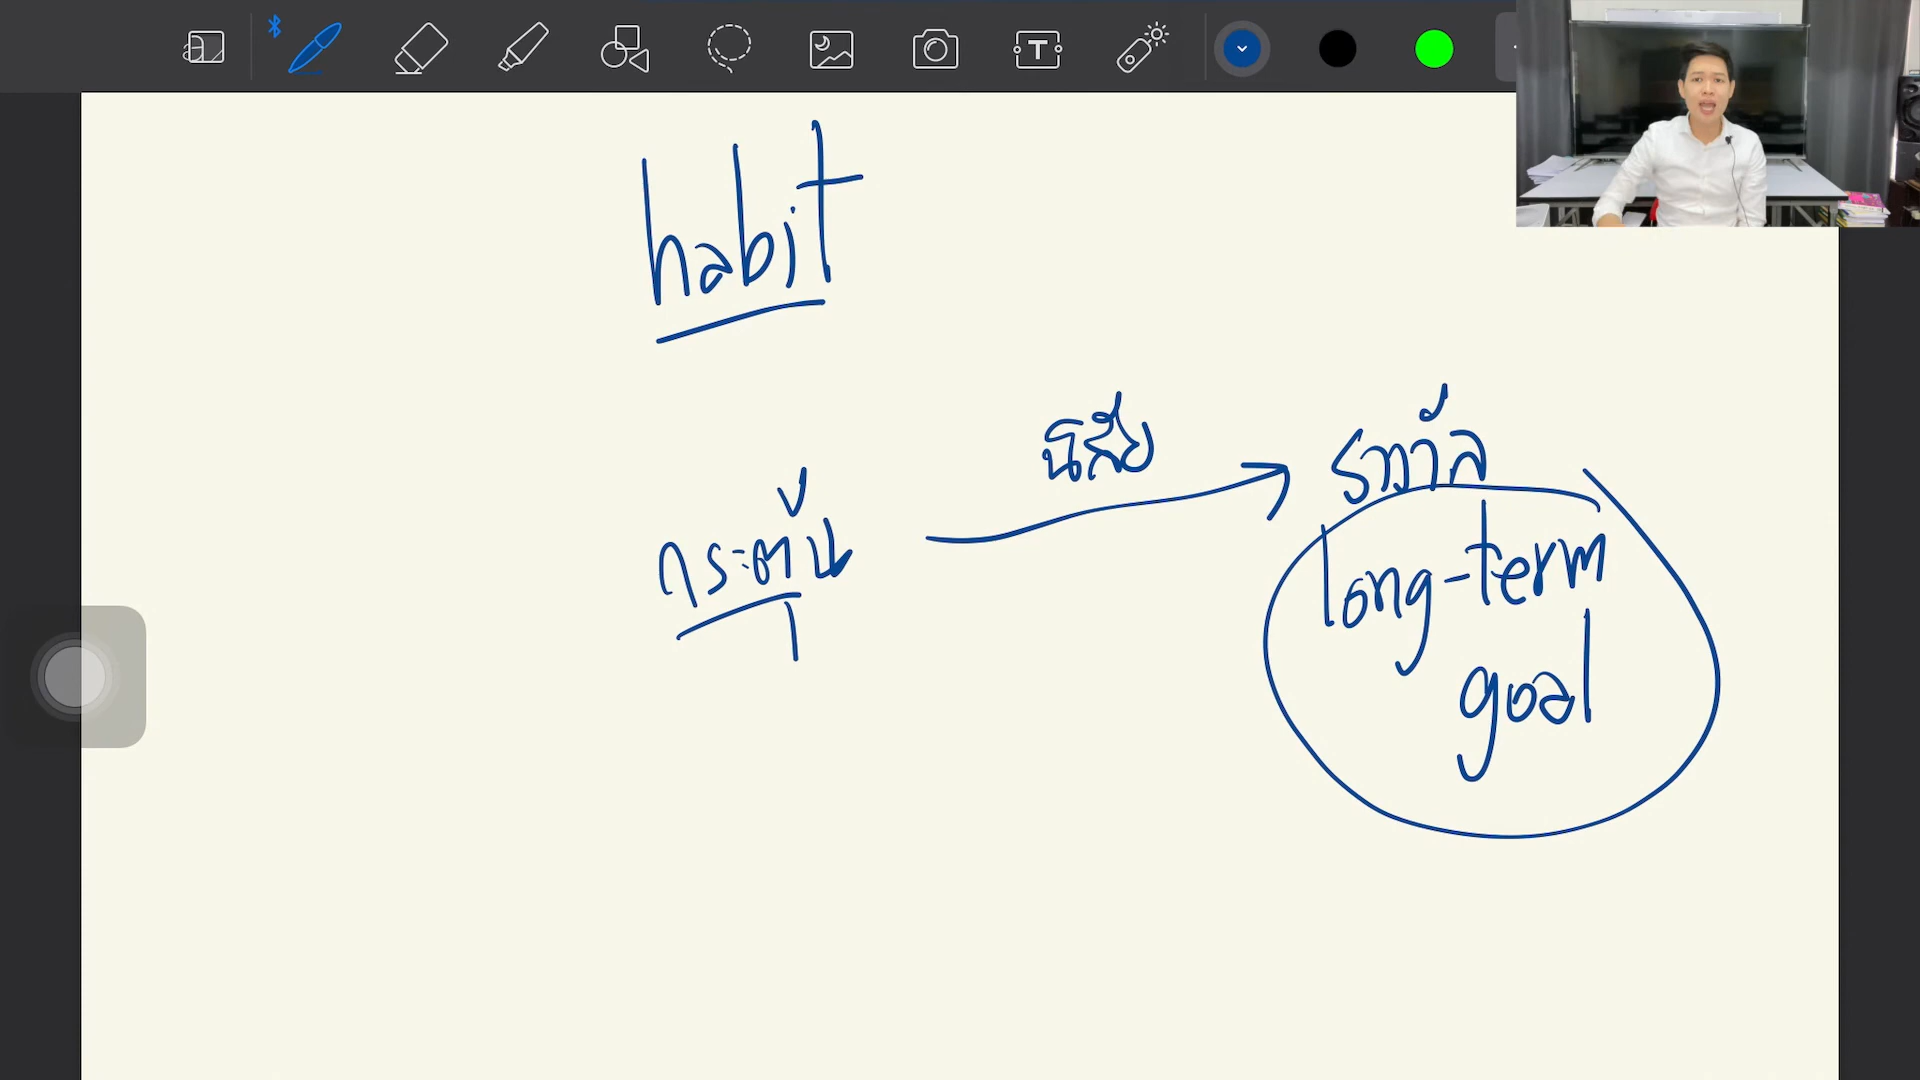 habit
นิสัย
รางวัล
กระตุ้น
long-term
goal